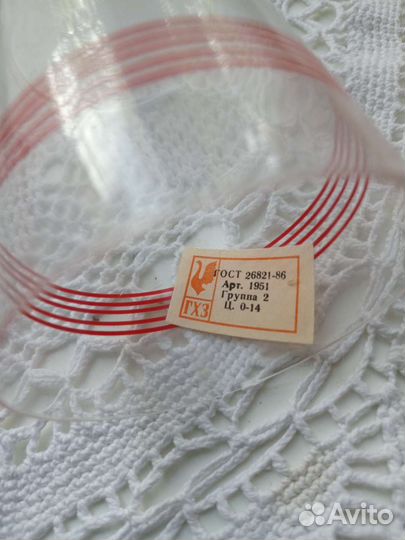 ГОСТ 26821-86
Арт. 1951
Группа 2
Ц. 0-14
ГХЗ
Avito